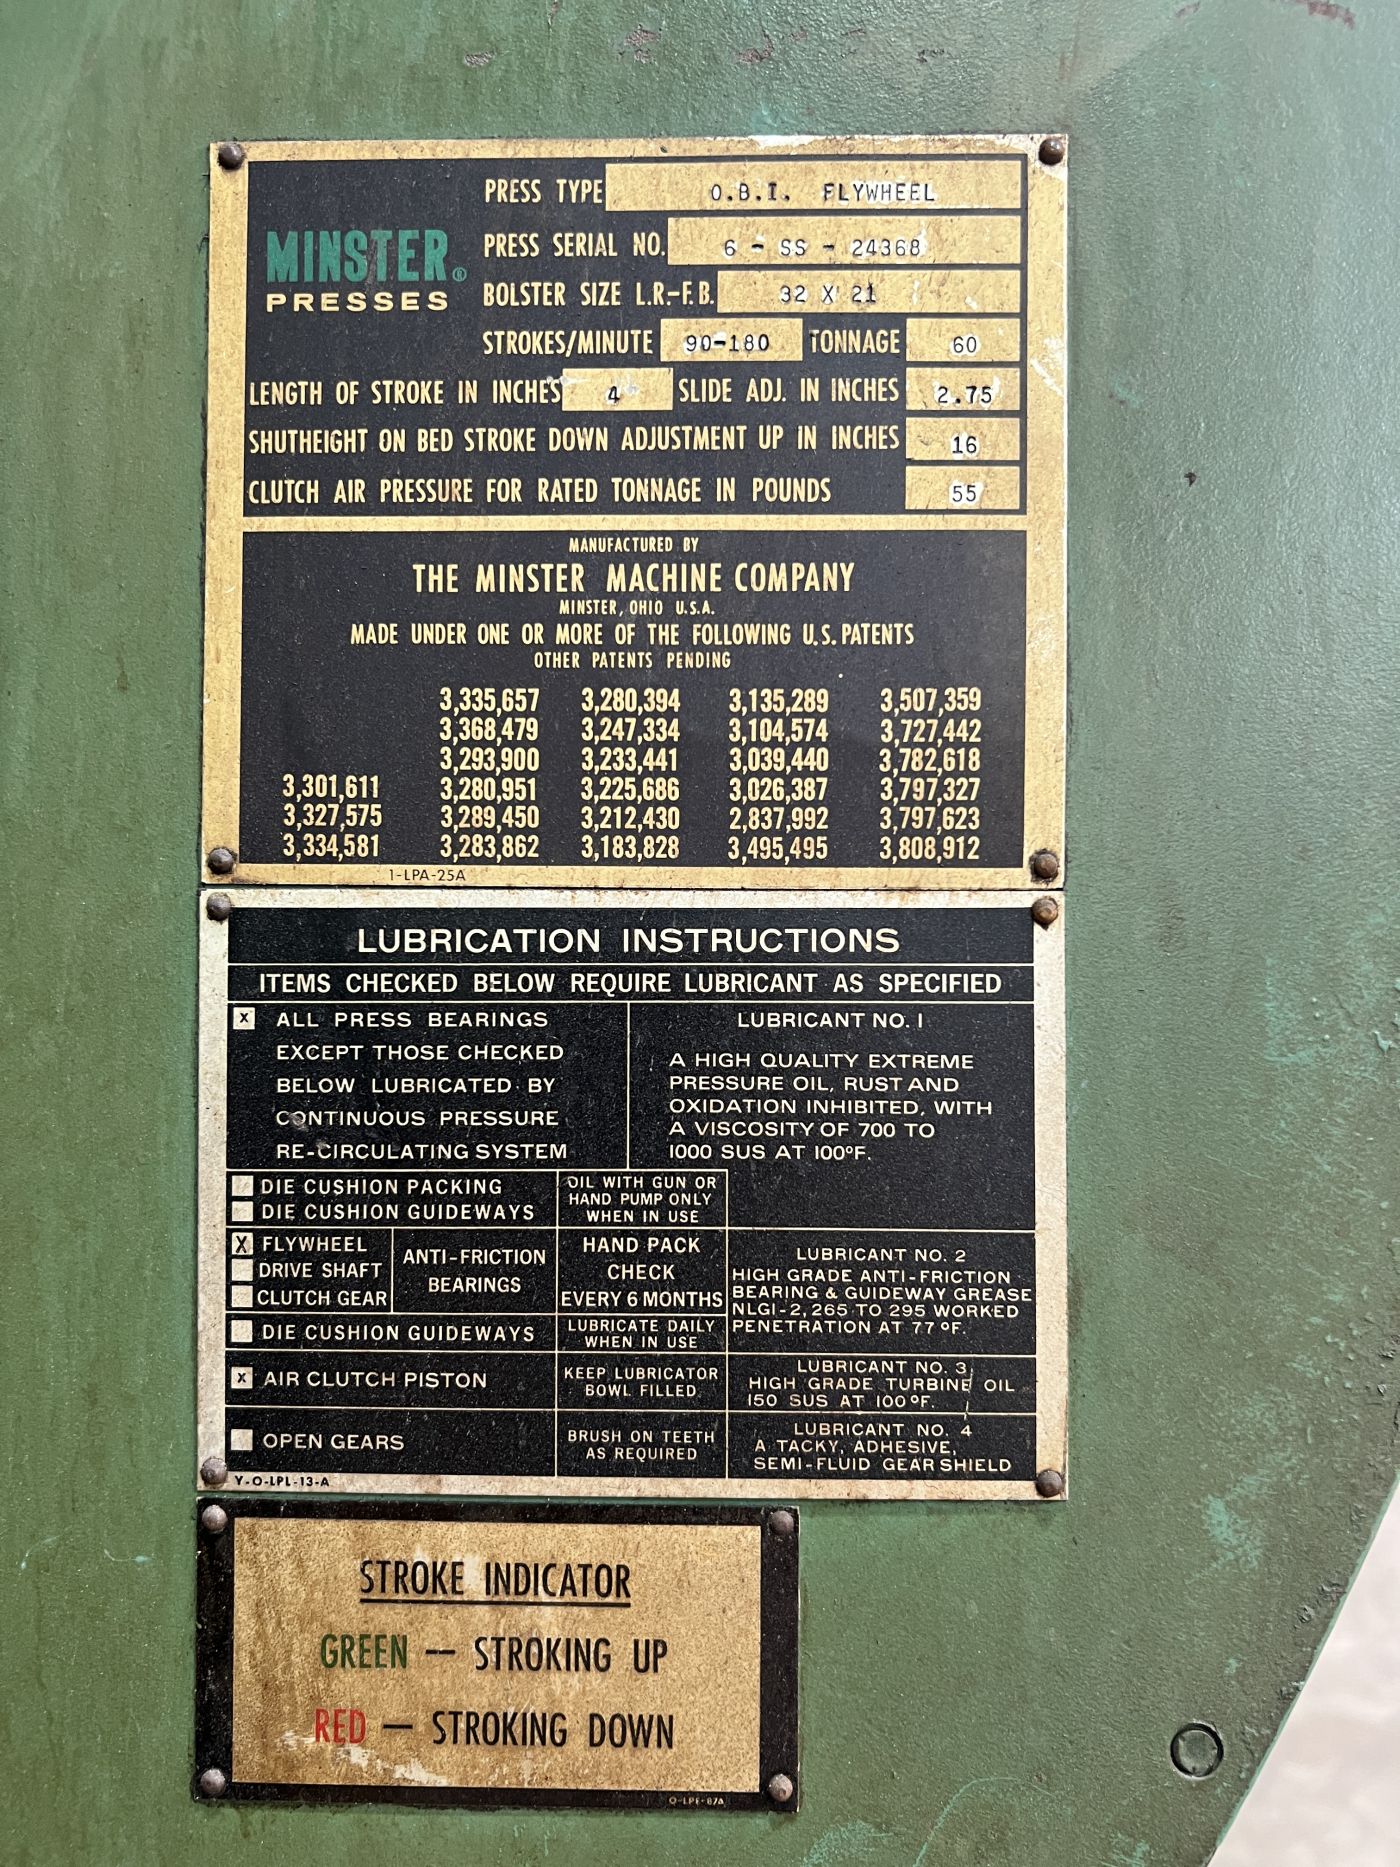 PRESS TYPE O.B.I. FLYWHEEL
MINSTER®
PRESSES
PRESS SERIAL NO. 6 - SS - 24368
BOLSTER SIZE L.R.-F.B. 32 X 21
STROKES/MINUTE 90-180 TONNAGE 60
LENGTH OF STROKE IN INCHES 4 SLIDE ADJ. IN INCHES 2.75
SHUTHEIGHT ON BED STROKE DOWN ADJUSTMENT UP IN INCHES 16
CLUTCH AIR PRESSURE FOR RATED TONNAGE IN POUNDS 55
MANUFACTURED BY
THE MINSTER MACHINE COMPANY
MINSTER, OHIO U.S.A.
MADE UNDER ONE OR MORE OF THE FOLLOWING U.S. PATENTS
OTHER PATENTS PENDING
3,335,657 3,280,394 3,135,289 3,507,359
3,368,479 3,247,334 3,104,574 3,727,442
3,293,900 3,233,441 3,039,440 3,782,618
3,301,611 3,280,951 3,225,686 3,026,387 3,797,327
3,327,575 3,289,450 3,212,430 2,837,992 3,797,623
3,334,581 3,283,862 3,183,828 3,495,495 3,808,912
1-LPA-25A
LUBRICATION INSTRUCTIONS
ITEMS CHECKED BELOW REQUIRE LUBRICANT AS SPECIFIED
X ALL PRESS BEARINGS
EXCEPT THOSE CHECKED
BELOW LUBRICATED BY
CONTINUOUS PRESSURE
RE-CIRCULATING SYSTEM
LUBRICANT NO. 1
A HIGH QUALITY EXTREME
PRESSURE OIL, RUST AND
OXIDATION INHIBITED, WITH
A VISCOSITY OF 700 TO
1000 SUS AT 100°F.
DIE CUSHION PACKING
DIE CUSHION GUIDEWAYS
OIL WITH GUN OR
HAND PUMP ONLY
WHEN IN USE
X FLYWHEEL
DRIVE SHAFT
CLUTCH GEAR
ANTI-FRICTION
BEARINGS
HAND PACK
CHECK
EVERY 6 MONTHS
LUBRICANT NO. 2
HIGH GRADE ANTI-FRICTION
BEARING & GUIDEWAY GREASE
NLGI-2, 265 TO 295 WORKED
PENETRATION AT 77°F.
DIE CUSHION GUIDEWAYS
LUBRICATE DAILY
WHEN IN USE
X AIR CLUTCH PISTON
KEEP LUBRICATOR
BOWL FILLED
LUBRICANT NO. 3
HIGH GRADE TURBINE OIL
150 SUS AT 100°F.
OPEN GEARS
BRUSH ON TEETH
AS REQUIRED
LUBRICANT NO. 4
A TACKY, ADHESIVE,
SEMI-FLUID GEAR SHIELD
Y-O-LPL-13-A
STROKE INDICATOR
GREEN — STROKING UP
RED — STROKING DOWN
O-LPE-87A